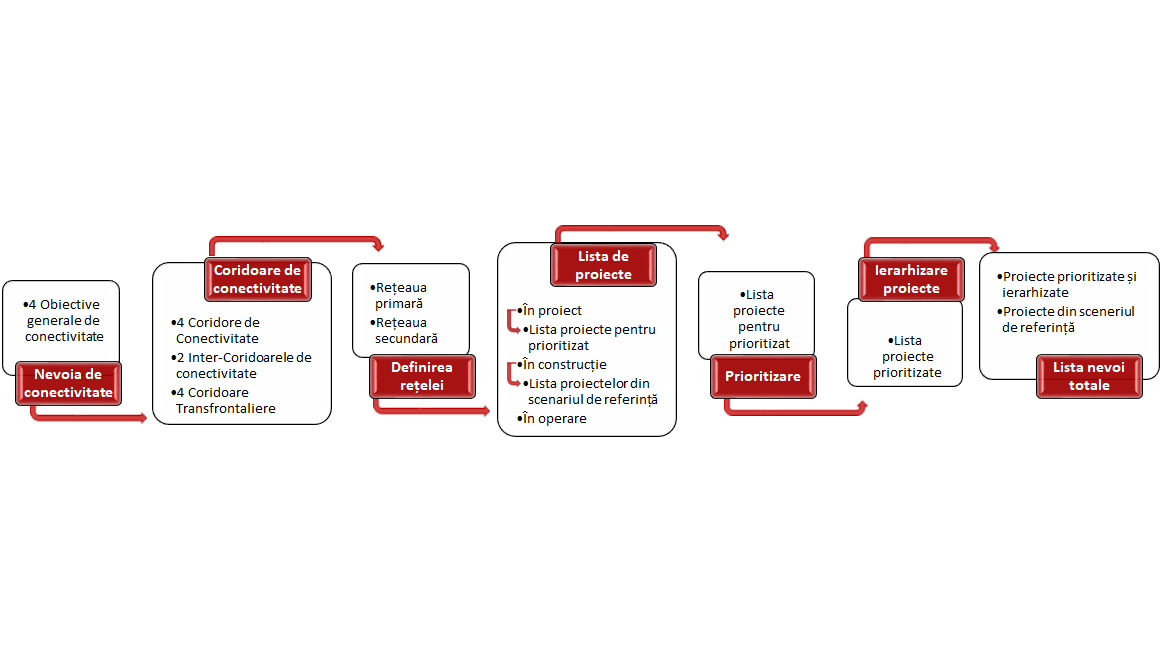 •4 Obiective
generale de
conectivitate
Nevoia de
conectivitate
Coridoare de
conectivitate
•4 Coridore de
Conectivitate
•2 Inter-Coridoarele de
conectivitate
•4 Coridoare
Transfrontaliere
•Rețeaua
primară
•Rețeaua
secundară
Definirea
rețelei
Lista de
proiecte
•În proiect
•Lista proiecte pentru
prioritizat
•În construcție
•Lista proiectelor din
scenariul de referință
•În operare
•Lista
proiecte
pentru
prioritizat
Prioritizare
Ierarhizare
proiecte
•Lista
proiecte
prioritizate
•Proiecte prioritizate și
ierarhizate
•Proiecte din sceneriul
de referință
Lista nevoi
totale